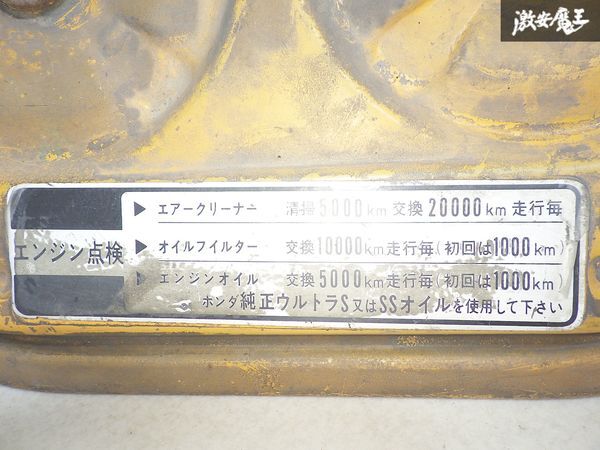 激安魔王
エンジン点検
▶ エアークリーナー 清掃5000km 交換20000km走行毎
▶ オイルフイルター 交換10000km走行毎(初回は1000km)
▶ エンジンオイル 交換5000km走行毎(初回は1000km)
ホンダ純正ウルトラS又はSSオイルを使用して下さい